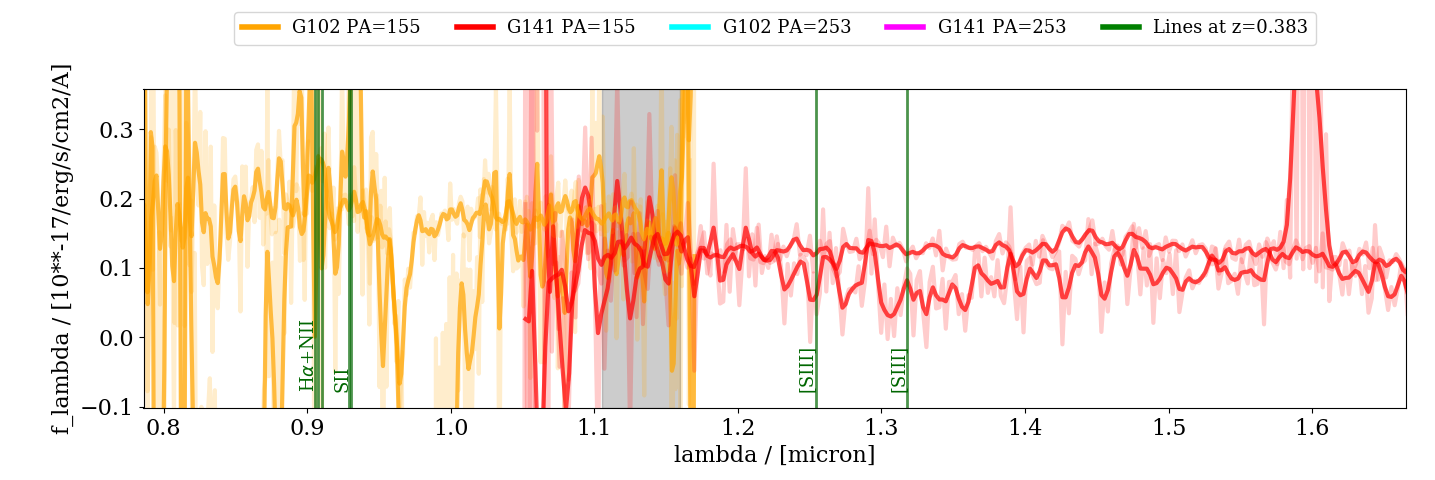 G102 PA=155 G141 PA=155 G102 PA=253 G141 PA=253 Lines at z=0.383
f_lambda / [10**-17/erg/s/cm2/A]
0.3
0.2
0.1
0.0
−0.1
Hα+NII
SII
[SIII]
[SIII]
0.8 0.9 1.0 1.1 1.2 1.3 1.4 1.5 1.6
lambda / [micron]